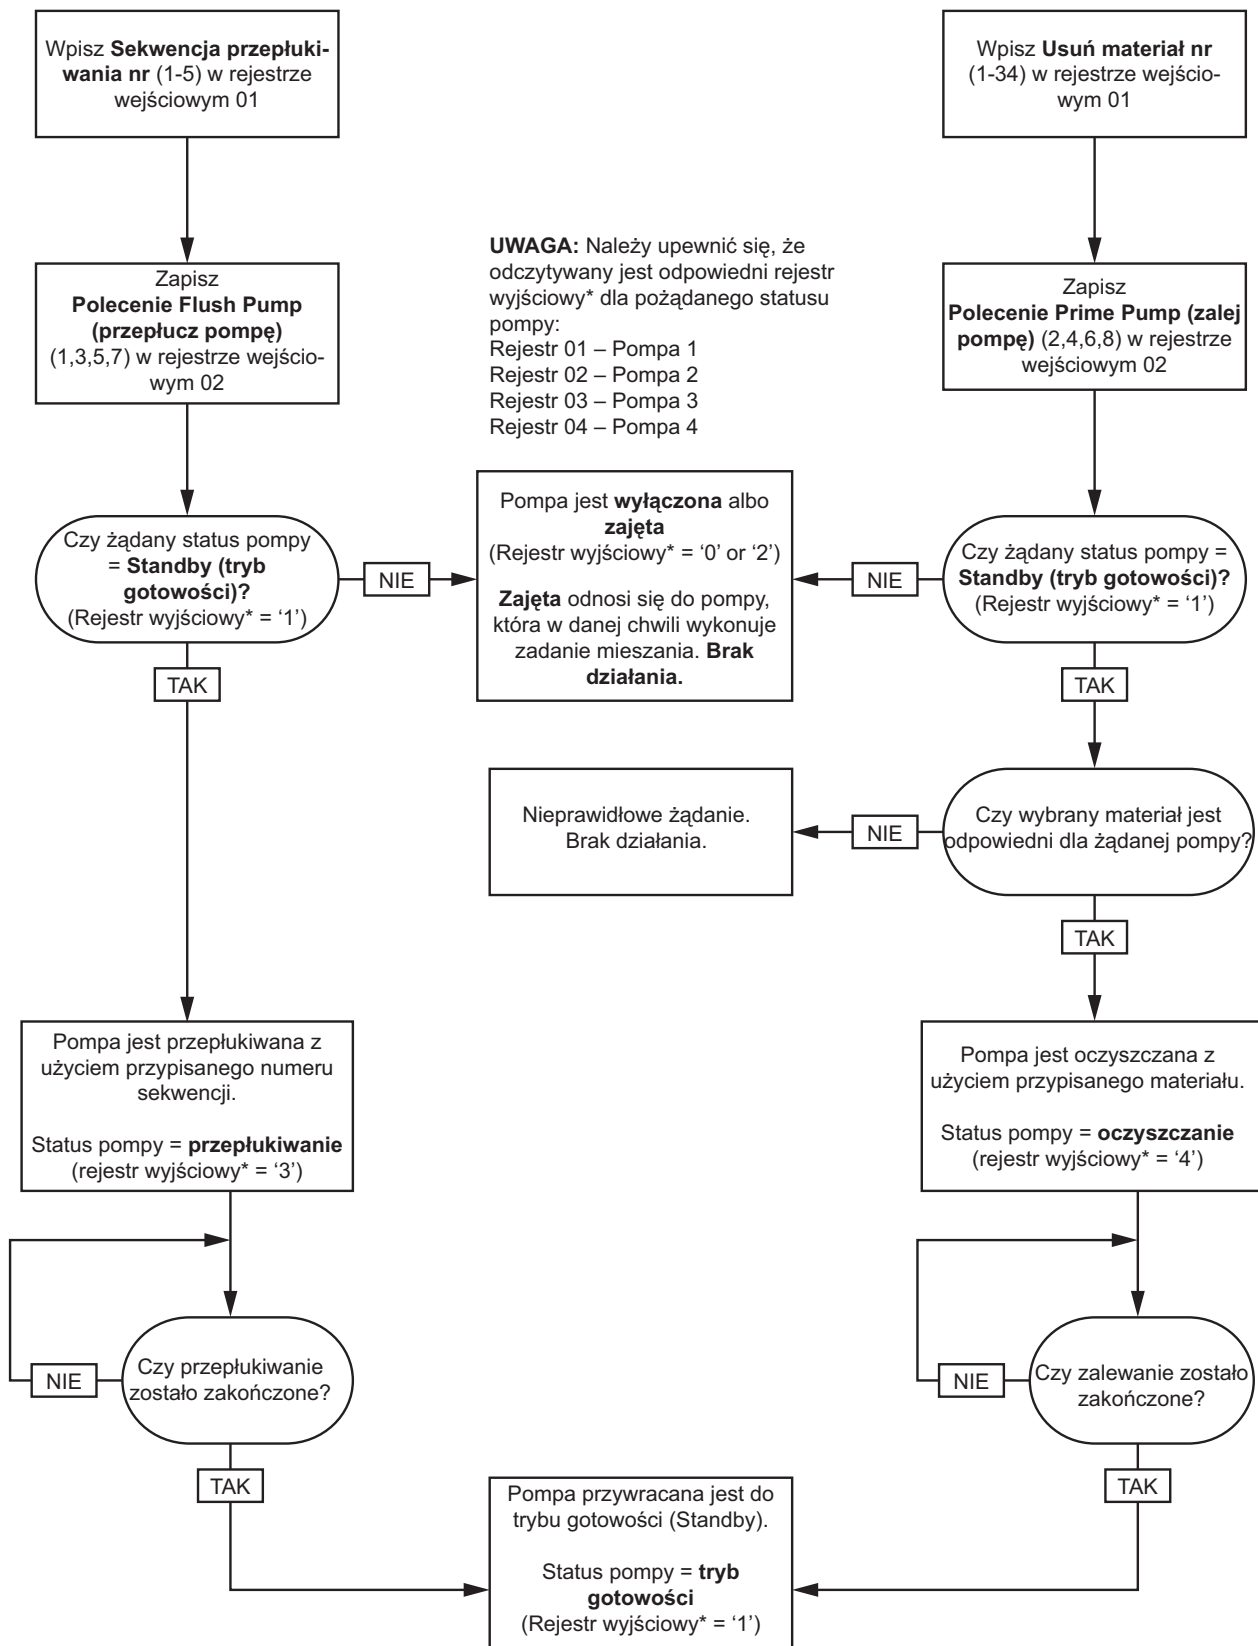 Wpisz Sekwencja przepłuki-
wania nr (1-5) w rejestrze
wejściowym 01
Wpisz Usuń materiał nr
(1-34) w rejestrze wejścio-
wym 01
UWAGA: Należy upewnić się, że
odczytywany jest odpowiedni rejestr
wyjściowy* dla pożądanego statusu
pompy:
Rejestr 01 – Pompa 1
Rejestr 02 – Pompa 2
Rejestr 03 – Pompa 3
Rejestr 04 – Pompa 4
Zapisz
Polecenie Flush Pump
(przepłucz pompę)
(1,3,5,7) w rejestrze wejścio-
wym 02
Zapisz
Polecenie Prime Pump (zalej
pompę) (2,4,6,8) w rejestrze
wejściowym 02
Czy żądany status pompy
= Standby (tryb
gotowości)?
(Rejestr wyjściowy* = ‘1’)
NIE
Pompa jest wyłączona albo
zajęta
(Rejestr wyjściowy* = ‘0’ or ‘2’)
Zajęta odnosi się do pompy,
która w danej chwili wykonuje
zadanie mieszania. Brak
działania.
NIE
Czy żądany status pompy =
Standby (tryb gotowości)?
(Rejestr wyjściowy* = ‘1’)
TAK
TAK
Nieprawidłowe żądanie.
Brak działania.
NIE
Czy wybrany materiał jest
odpowiedni dla żądanej pompy?
TAK
Pompa jest przepłukiwana z
użyciem przypisanego numeru
sekwencji.
Status pompy = przepłukiwanie
(rejestr wyjściowy* = ‘3’)
Pompa jest oczyszczana z
użyciem przypisanego materiału.
Status pompy = oczyszczanie
(rejestr wyjściowy* = ‘4’)
NIE
Czy przepłukiwanie
zostało zakończone?
NIE
Czy zalewanie zostało
zakończone?
TAK
TAK
Pompa przywracana jest do
trybu gotowości (Standby).
Status pompy = tryb
gotowości
(Rejestr wyjściowy* = ‘1’)